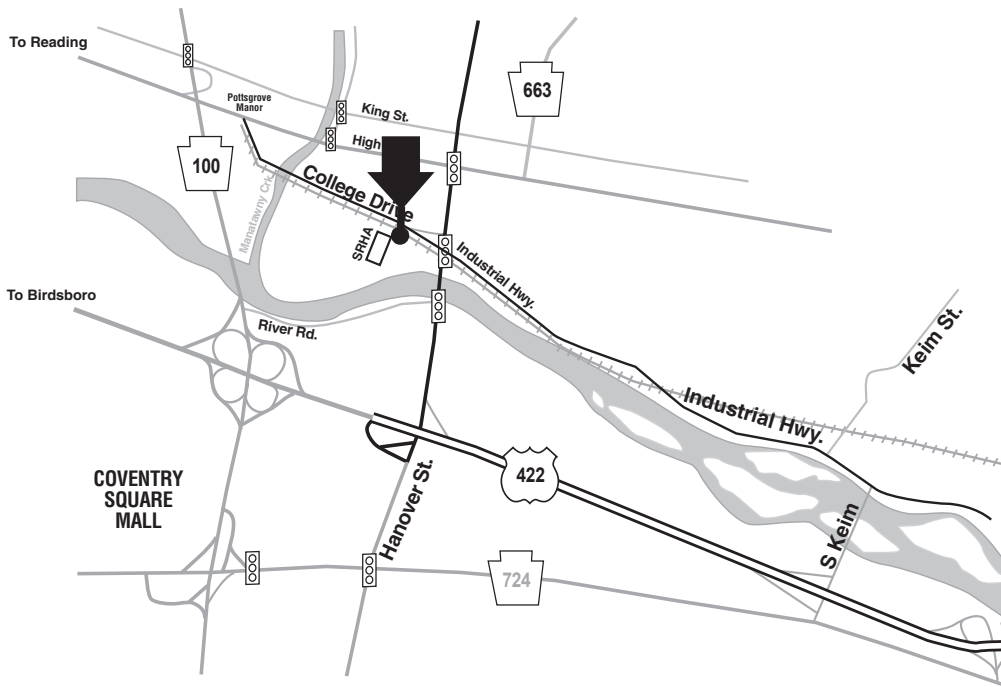 To Reading
663
Pottsgrove
Manor
King St.
High
100
College Drive
Manatawny Crk.
SRHA
Industrial Hwy.
To Birdsboro
River Rd.
Keim St.
Industrial Hwy.
422
COVENTRY
SQUARE
MALL
Hanover St.
S Keim
724